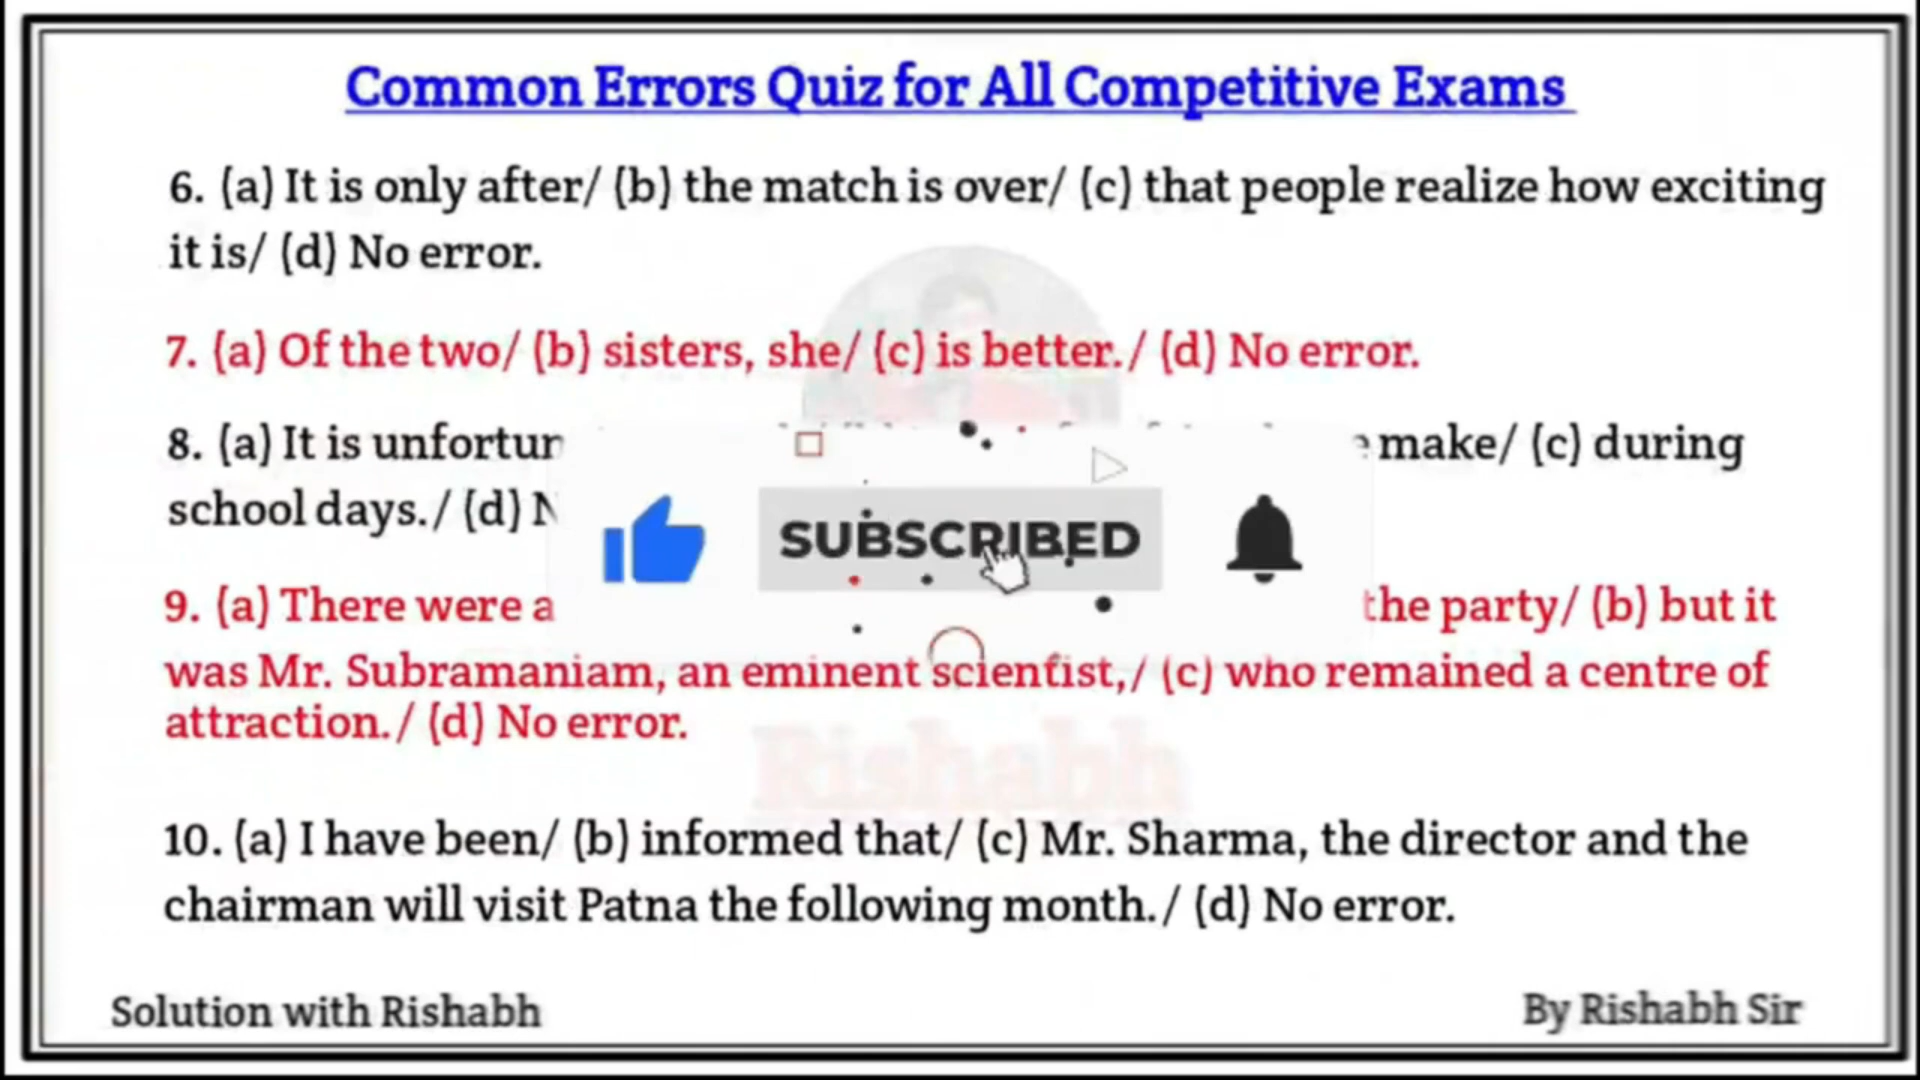 Common Errors Quiz for All Competitive Exams
6. (a) It is only after/ (b) the match is over/ (c) that people realize how exciting
it is/ (d) No error.
7. (a) Of the two/ (b) sisters, she/ (c) is better./ (d) No error.
8. (a) It is make/ (c) during
school days./ (d)
SUBSCRIBED
9. (a) There were the party/ (b) but it
was Mr. Subramaniam, an eminent scientist,/ (c) who remained a centre of
attraction./ (d) No error.
Rishabh
10. (a) I have been/ (b) informed that/ (c) Mr. Sharma, the director and the
chairman will visit Patna the following month./ (d) No error.
Solution with Rishabh
By Rishabh Sir